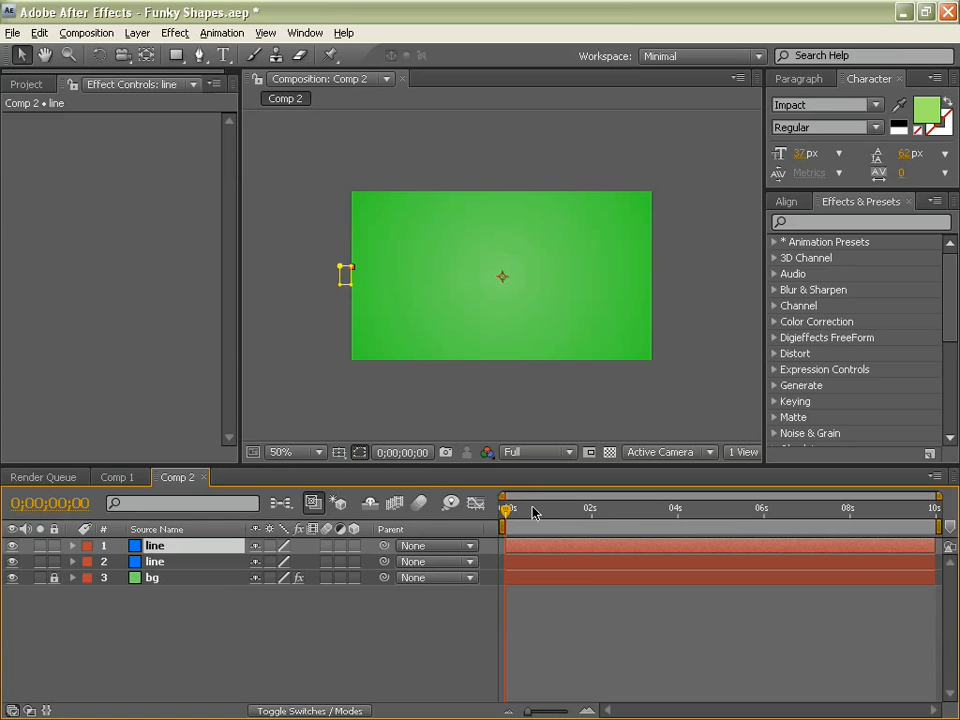 Adobe After Effects - Funky Shapes.aep *
File Edit Composition Layer Effect Animation View Window Help
Workspace: Minimal Search Help
Project Effect Controls: line
Composition: Comp 2
Paragraph Character
Comp 2 • line
Comp 2
Impact
Regular
37 px 62 px
Metrics 0
Align Effects & Presets
* Animation Presets
3D Channel
Audio
Blur & Sharpen
Channel
Color Correction
Digieffects FreeForm
Distort
Expression Controls
Generate
Keying
Matte
Noise & Grain
50% 0;00;00;00 Full Active Camera 1 View
Render Queue Comp 1 Comp 2
0;00;00;00
02s 04s 06s 08s 10s
# Source Name Parent
1 line None
2 line None
3 bg None
Toggle Switches / Modes